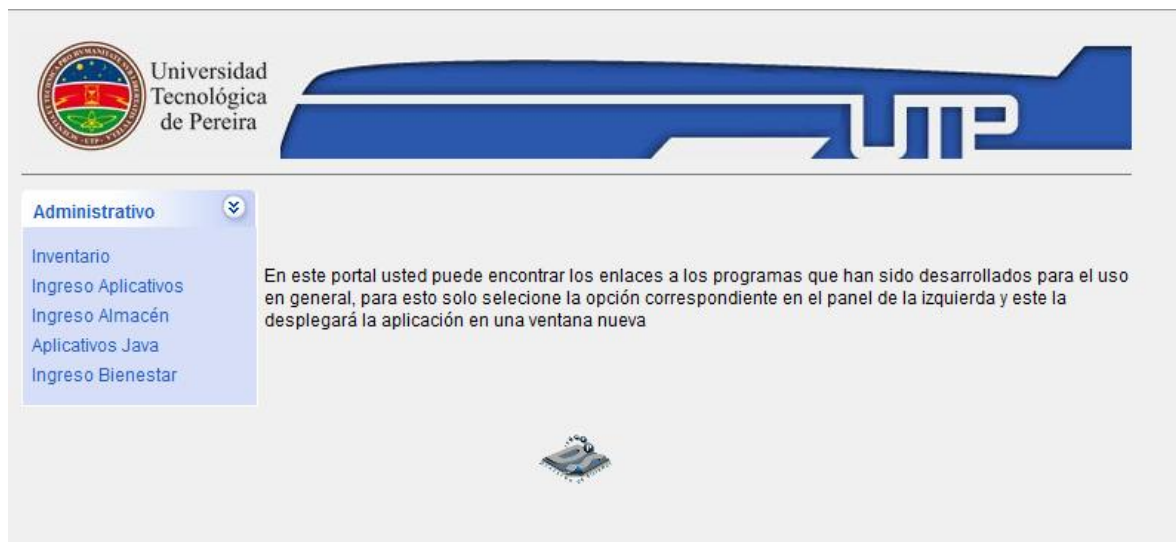 Universidad
Tecnológica
de Pereira
UTP
Administrativo
Inventario
Ingreso Aplicativos
Ingreso Almacén
Aplicativos Java
Ingreso Bienestar
En este portal usted puede encontrar los enlaces a los programas que han sido desarrollados para el uso
en general, para esto solo selecione la opción correspondiente en el panel de la izquierda y este la
desplegará la aplicación en una ventana nueva